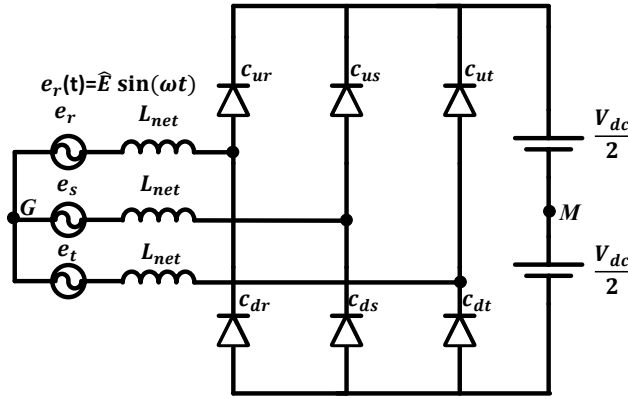 c_ur c_us c_ut
e_r(t)=Ê sin(ωt)
e_r L_net
V_dc/2
G e_s L_net
M
e_t L_net
V_dc/2
c_dr c_ds c_dt